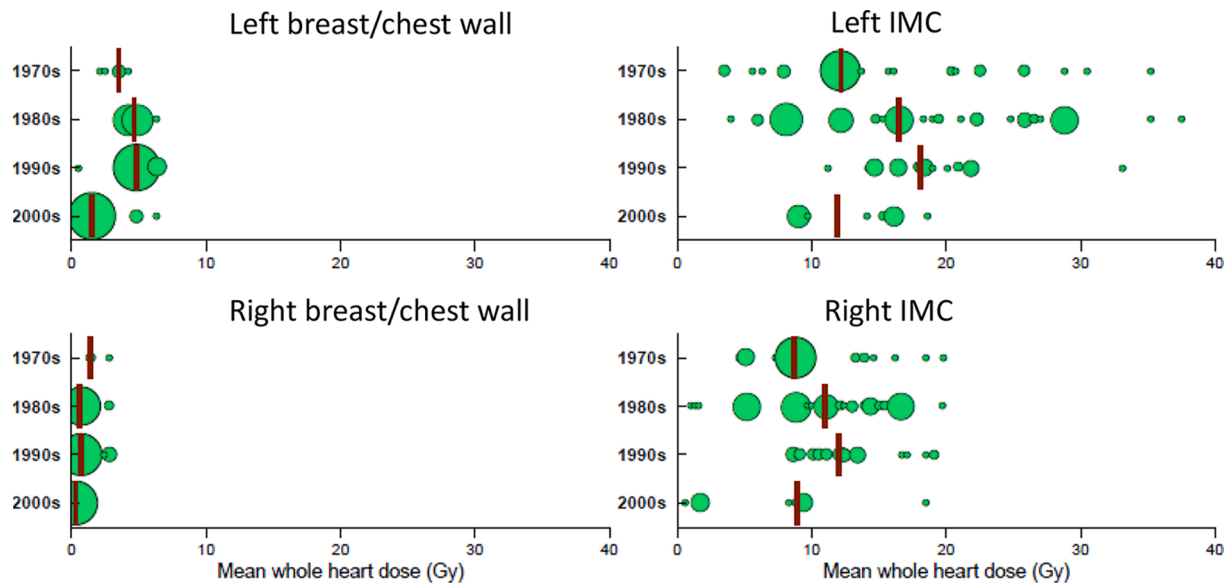 Left breast/chest wall
1970s
1980s
1990s
2000s
0 10 20 30 40
Left IMC
1970s
1980s
1990s
2000s
0 10 20 30 40
Right breast/chest wall
1970s
1980s
1990s
2000s
0 10 20 30 40
Mean whole heart dose (Gy)
Right IMC
1970s
1980s
1990s
2000s
0 10 20 30 40
Mean whole heart dose (Gy)